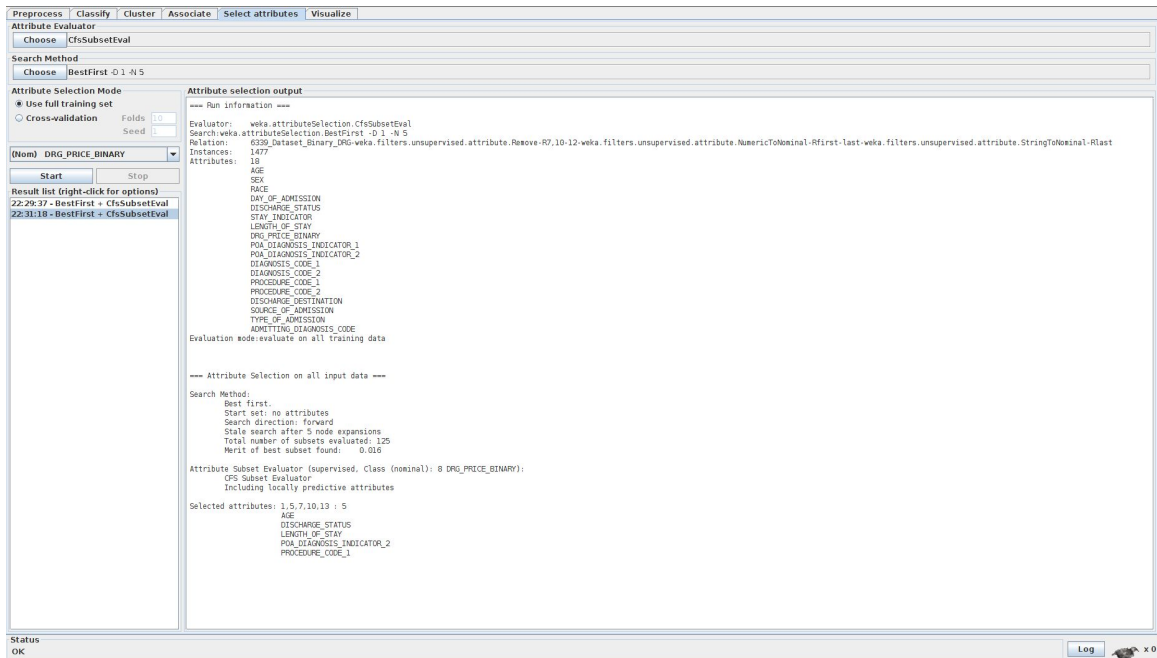 Preprocess Classify Cluster Associate Select attributes Visualize
Attribute Evaluator
Choose CfsSubsetEval
Search Method
Choose BestFirst -D 1 -N 5
Attribute Selection Mode
Use full training set
Cross-validation Folds 10
Seed 1
(Nom) DRG_PRICE_BINARY
Start Stop
Result list (right-click for options)
22:29:37 - BestFirst + CfsSubsetEval
22:31:18 - BestFirst + CfsSubsetEval
Attribute selection output
=== Run information ===
Evaluator: weka.attributeSelection.CfsSubsetEval
Search:weka.attributeSelection.BestFirst -D 1 -N 5
Relation: 6339_Dataset_Binary_DRG-weka.filters.unsupervised.attribute.Remove-R7,10-12-weka.filters.unsupervised.attribute.NumericToNominal-Rfirst-last-weka.filters.unsupervised.attribute.StringToNominal-Rlast
Instances: 1477
Attributes: 18
AGE
SEX
RACE
DAY_OF_ADMISSION
DISCHARGE_STATUS
STAY_INDICATOR
LENGTH_OF_STAY
DRG_PRICE_BINARY
POA_DIAGNOSIS_INDICATOR_1
POA_DIAGNOSIS_INDICATOR_2
DIAGNOSIS_CODE_1
DIAGNOSIS_CODE_2
PROCEDURE_CODE_1
PROCEDURE_CODE_2
DISCHARGE_DESTINATION
SOURCE_OF_ADMISSION
TYPE_OF_ADMISSION
ADMITTING_DIAGNOSIS_CODE
Evaluation mode:evaluate on all training data
=== Attribute Selection on all input data ===
Search Method:
Best first.
Start set: no attributes
Search direction: forward
Stale search after 5 node expansions
Total number of subsets evaluated: 125
Merit of best subset found: 0.016
Attribute Subset Evaluator (supervised, Class (nominal): 8 DRG_PRICE_BINARY):
CFS Subset Evaluator
Including locally predictive attributes
Selected attributes: 1,5,7,10,13 : 5
AGE
DISCHARGE_STATUS
LENGTH_OF_STAY
POA_DIAGNOSIS_INDICATOR_2
PROCEDURE_CODE_1
Status
OK
Log x 0